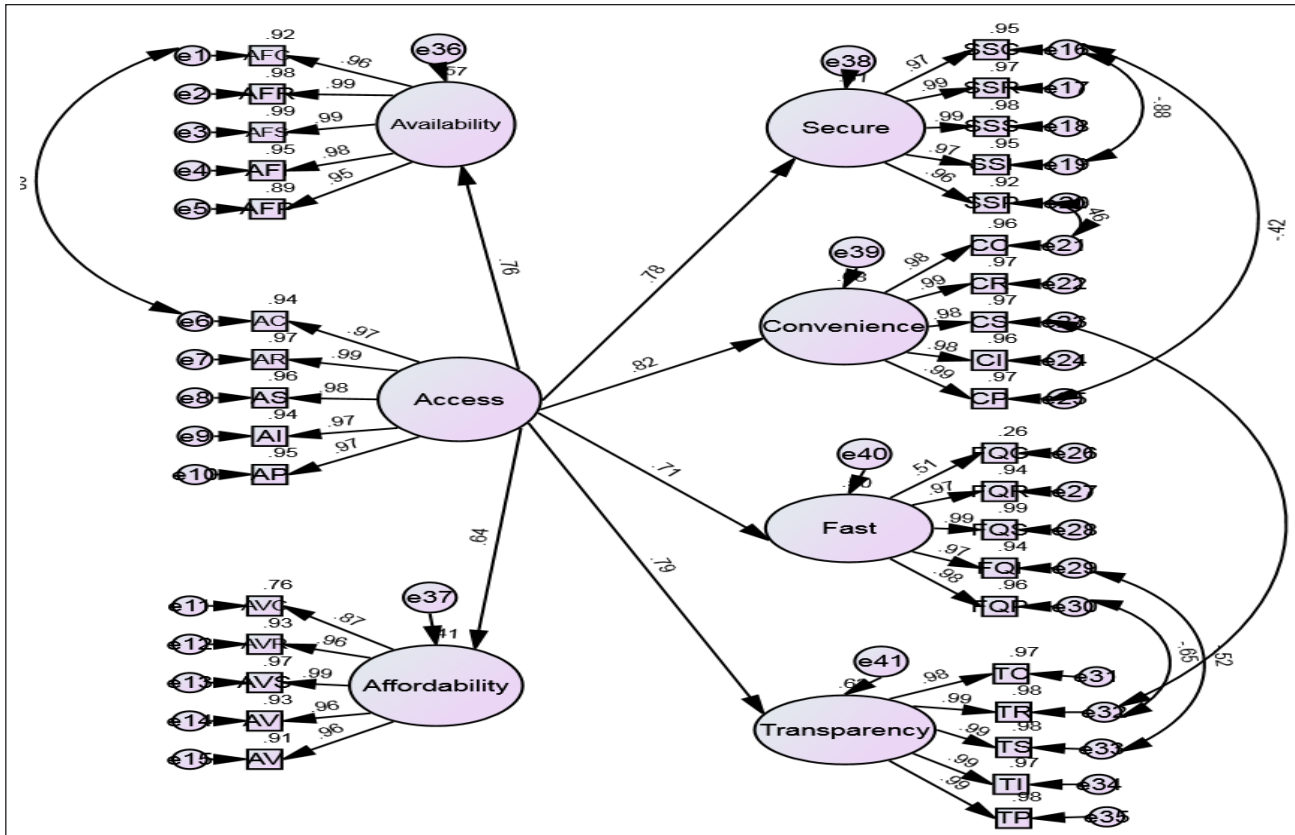 e1
.92
.96
e2
AFR
.98
.99
e3
AFS
.99
.99
e4
AF
.95
.98
e5
.89
.95
Availability
e36
.57
.76
e6
AC
.94
.97
e7
AR
.97
.99
e8
AS
.96
.98
e9
AI
.94
.97
e10
AP
.95
.97
Access
.64
e11
.76
.87
e12
AVR
.93
.96
e13
AVS
.97
.99
e14
AV
.93
.96
e15
AV
.91
.96
Affordability
e37
.41
e38
Secure
.78
.97
.95
e16
.99
SSR
.97
e17
.99
SSS
.98
e18
.97
SSI
.95
e19
.96
SSP
.92
e20
-.88
-.42
.46
e39
Convenience
.82
.98
.96
e21
.99
CR
.97
e22
.98
CS
.97
e23
.98
CI
.96
e24
.99
CP
.97
e25
e40
Fast
.71
.51
.26
e26
.97
FQR
.94
e27
.99
FQS
.99
e28
.97
FQI
.94
e29
.98
FQP
.96
e30
-.65
.52
e41
Transparency
.79
.98
.97
e31
.99
TR
.98
e32
.99
TS
.98
e33
.99
TI
.97
e34
.99
TP
.98
e35